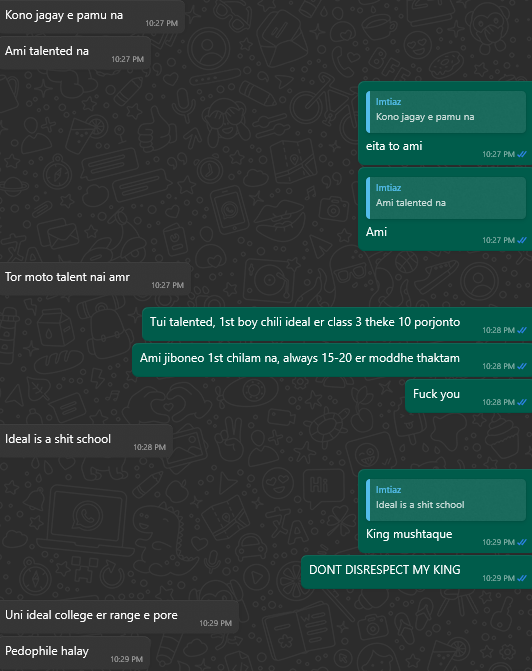 Kono jagay e pamu na
10:27 PM
Ami talented na
10:27 PM
Imtiaz
Kono jagay e pamu na
eita to ami
10:27 PM
Imtiaz
Ami talented na
Ami
10:27 PM
Tor moto talent nai amr
10:27 PM
Tui talented, 1st boy chili ideal er class 3 theke 10 porjonto
10:28 PM
Ami jiboneo 1st chilam na, always 15-20 er moddhe thaktam
10:28 PM
Fuck you
10:28 PM
Ideal is a shit school
10:28 PM
Imtiaz
Ideal is a shit school
King mushtaque
10:29 PM
DONT DISRESPECT MY KING
10:29 PM
Uni ideal college er range e pore
10:29 PM
Pedophile halay
10:29 PM